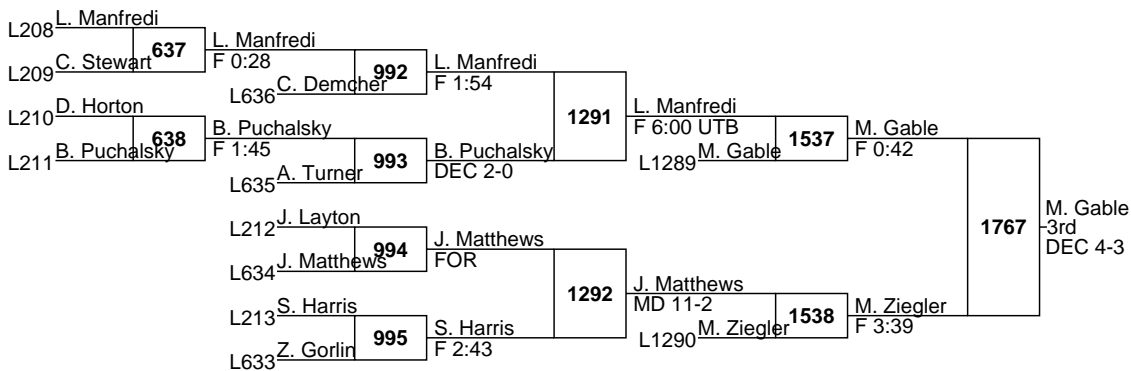 L208 L. Manfredi
637
L. Manfredi
F 0:28
L209 C. Stewart
992
L. Manfredi
F 1:54
L636 C. Demcher
L210 D. Horton
638
B. Puchalsky
F 1:45
L211 B. Puchalsky
993
B. Puchalsky
DEC 2-0
L635 A. Turner
1291
L. Manfredi
F 6:00 UTB
1537
M. Gable
F 0:42
L1289 M. Gable
L212 J. Layton
994
J. Matthews
FOR
L634 J. Matthews
1292
J. Matthews
MD 11-2
L213 S. Harris
995
S. Harris
F 2:43
L633 Z. Gorlin
1538
M. Ziegler
F 3:39
L1290 M. Ziegler
1767
M. Gable
3rd
DEC 4-3